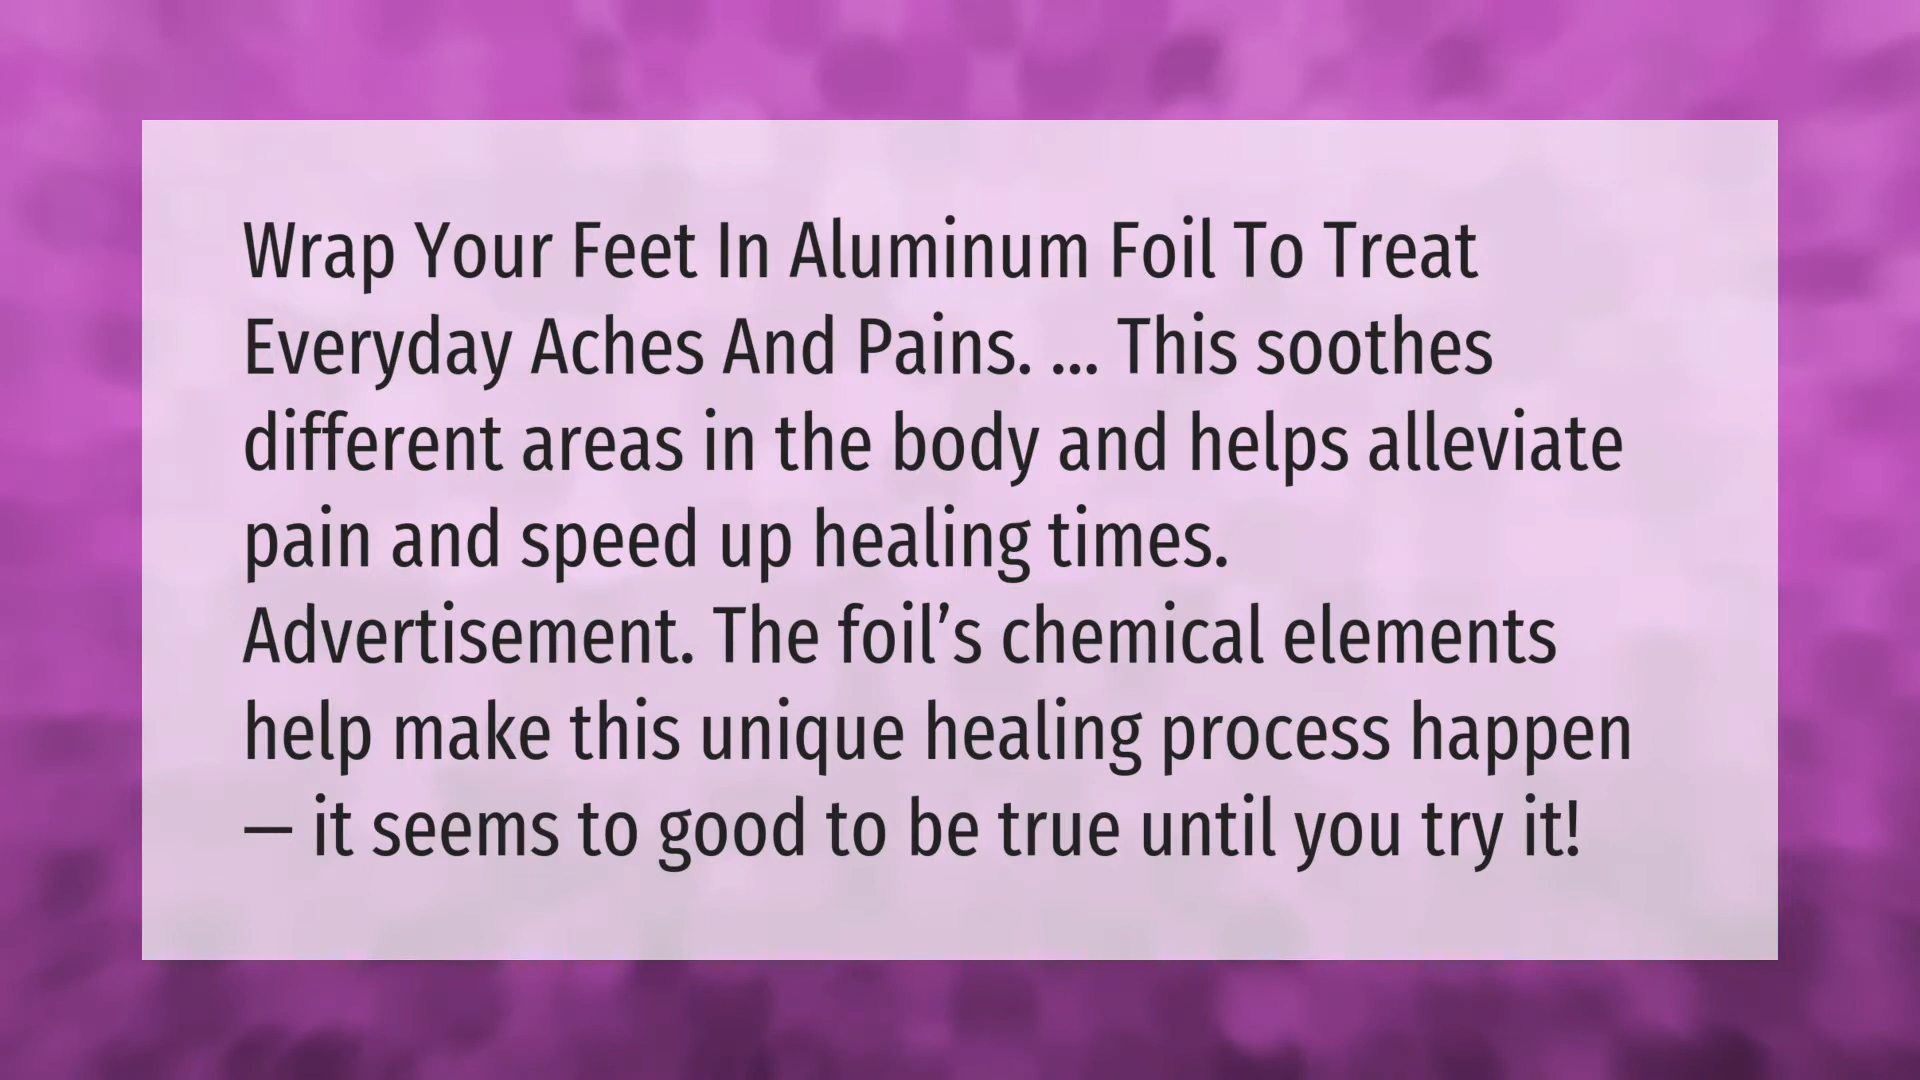 Wrap Your Feet In Aluminum Foil To Treat
Everyday Aches And Pains. ... This soothes
different areas in the body and helps alleviate
pain and speed up healing times.
Advertisement. The foil’s chemical elements
help make this unique healing process happen
— it seems to good to be true until you try it!